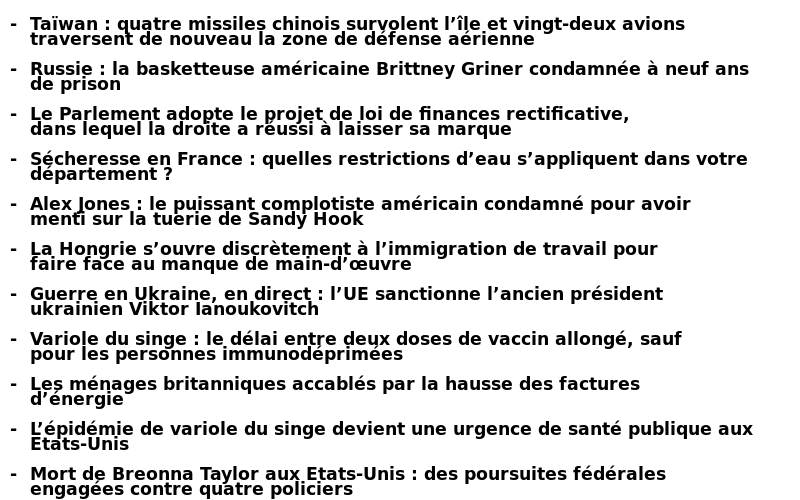 - Taïwan : quatre missiles chinois survolent l’île et vingt-deux avions
traversent de nouveau la zone de défense aérienne
- Russie : la basketteuse américaine Brittney Griner condamnée à neuf ans
de prison
- Le Parlement adopte le projet de loi de finances rectificative,
dans lequel la droite a réussi à laisser sa marque
- Sécheresse en France : quelles restrictions d’eau s’appliquent dans votre
département ?
- Alex Jones : le puissant complotiste américain condamné pour avoir
menti sur la tuerie de Sandy Hook
- La Hongrie s’ouvre discrètement à l’immigration de travail pour
faire face au manque de main-d’œuvre
- Guerre en Ukraine, en direct : l’UE sanctionne l’ancien président
ukrainien Viktor Ianoukovitch
- Variole du singe : le délai entre deux doses de vaccin allongé, sauf
pour les personnes immunodéprimées
- Les ménages britanniques accablés par la hausse des factures
d’énergie
- L’épidémie de variole du singe devient une urgence de santé publique aux
Etats-Unis
- Mort de Breonna Taylor aux Etats-Unis : des poursuites fédérales
engagées contre quatre policiers